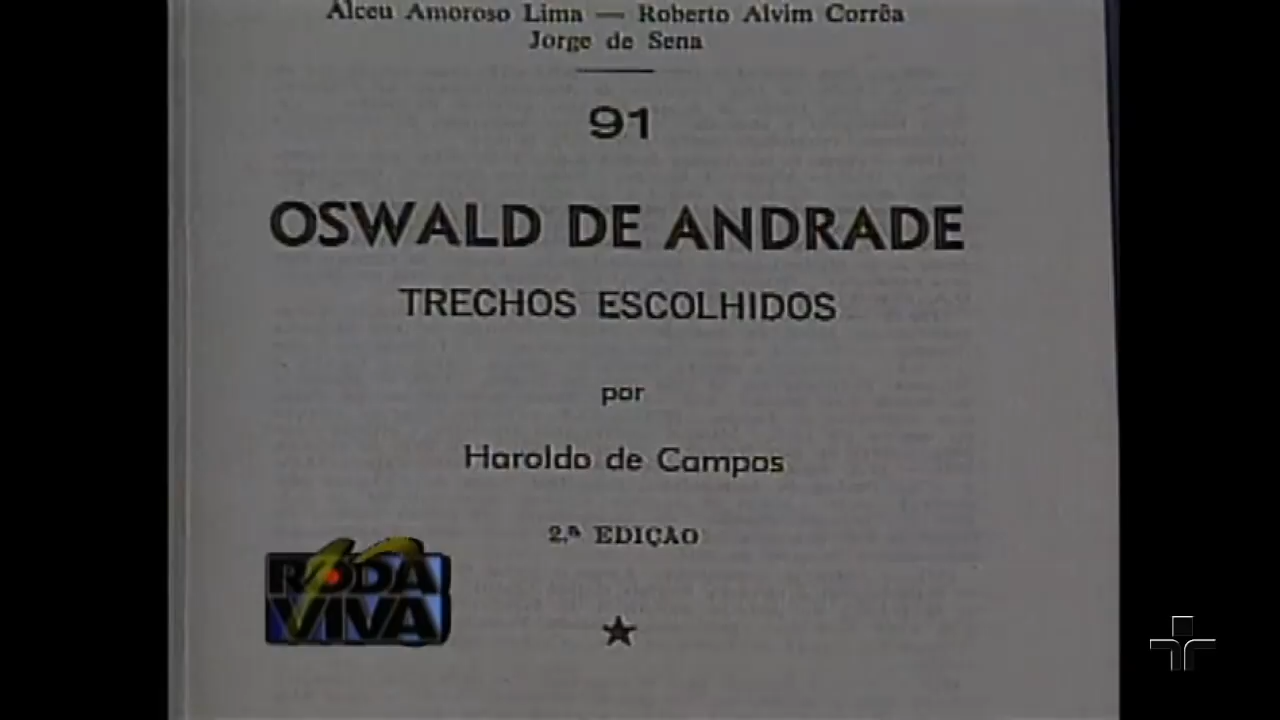 Alceu Amoroso Lima — Roberto Alvim Corrêa
Jorge de Sena
91
OSWALD DE ANDRADE
TRECHOS ESCOLHIDOS
por
Haroldo de Campos
2.ª EDIÇÃO
RODA
VIVA